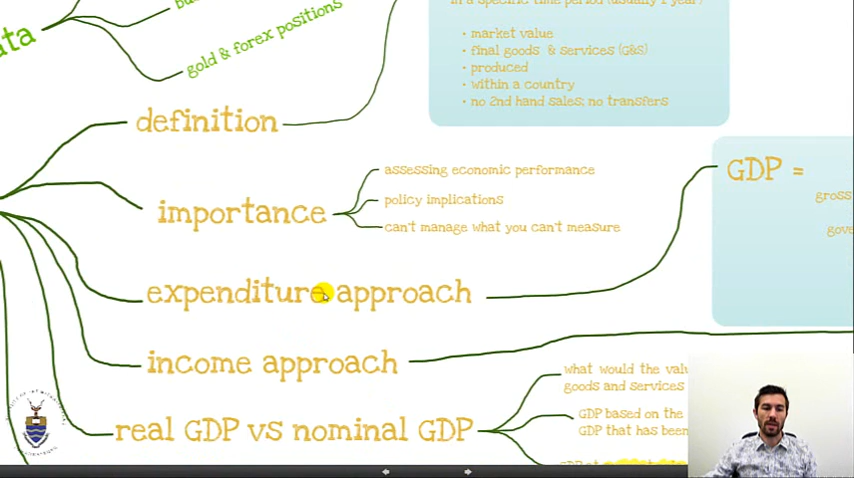 in a specific time period (usually 1 year)
• market value
• final goods & services (G&S)
• produced
• within a country
• no 2nd hand sales; no transfers
gold & forex positions
definition
importance
assessing economic performance
policy implications
can't manage what you can't measure
GDP =
gross
expenditure approach
income approach
what would the
goods and services
real GDP vs nominal GDP
GDP based on the
GDP that has been